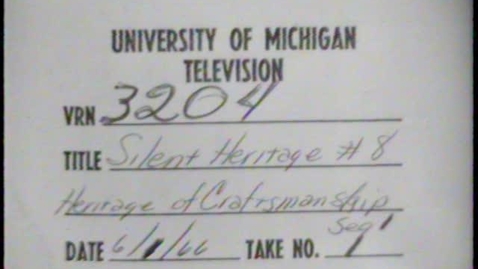 UNIVERSITY OF MICHIGAN
TELEVISION
VRN 3204
TITLE Silent Heritage #8
Heritage of Craftsmanship
Seg 1
DATE 6/1/66 TAKE NO. 1